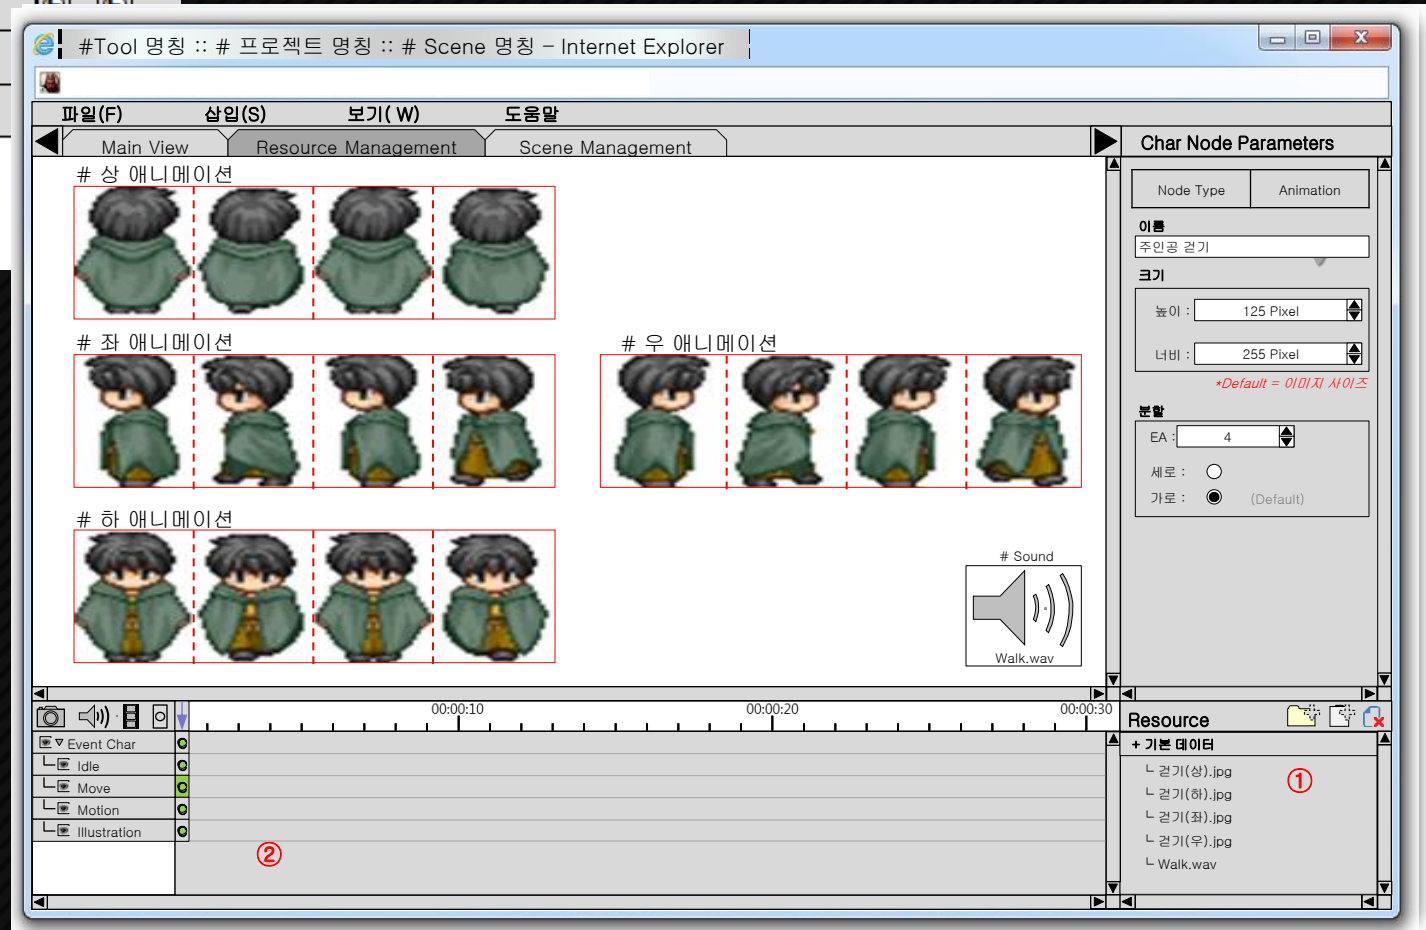 #Tool 명칭 :: # 프로젝트 명칭 :: # Scene 명칭 – Internet Explorer
파일(F) 삽입(S) 보기( W) 도움말
Main View Resource Management Scene Management
# 상 애니메이션
# 좌 애니메이션
# 우 애니메이션
# 하 애니메이션
# Sound
Walk.wav
Char Node Parameters
Node Type Animation
이름
주인공 걷기
크기
높이 : 125 Pixel
너비 : 255 Pixel
*Default = 이미지 사이즈
분할
EA : 4
세로 :
가로 : (Default)
00:00:10 00:00:20 00:00:30
Event Char
Idle
Move
Motion
Illustration
②
Resource
+ 기본 데이터
└ 걷기(상).jpg
└ 걷기(하).jpg
└ 걷기(좌).jpg
└ 걷기(우).jpg
└ Walk.wav
①